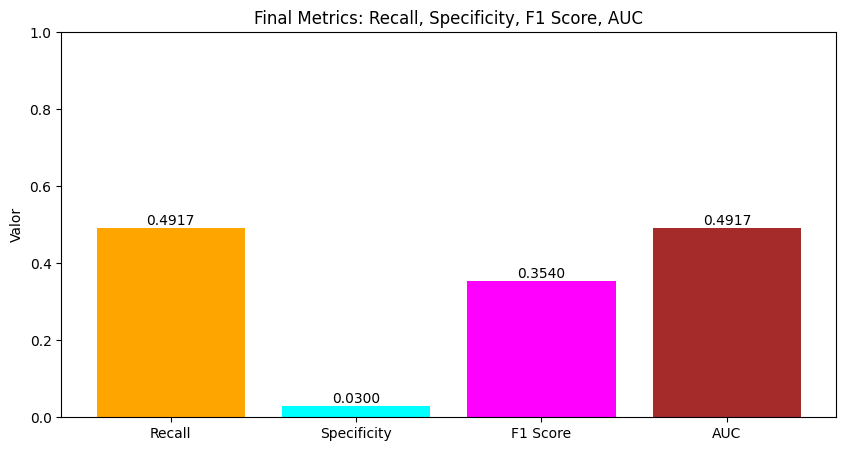 Final Metrics: Recall, Specificity, F1 Score, AUC
Valor
1.0
0.8
0.6
0.4
0.2
0.0
0.4917
0.0300
0.3540
0.4917
Recall
Specificity
F1 Score
AUC